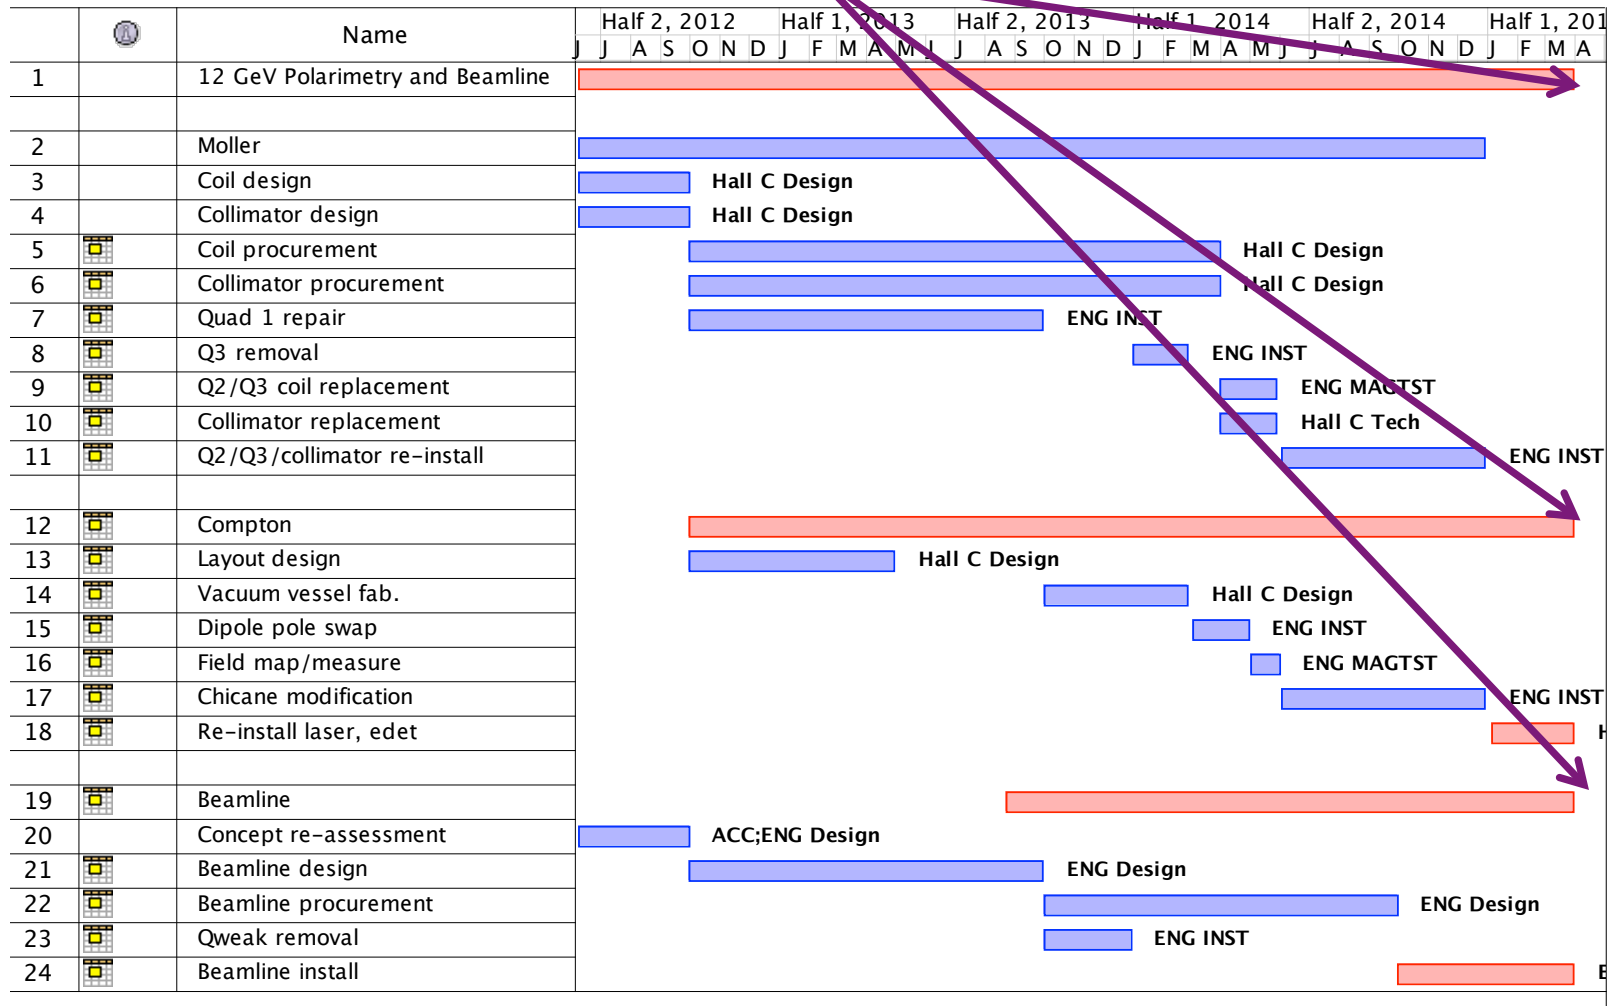 Half 2, 2012 Half 1, 2013 Half 2, 2013 Half 1, 2014 Half 2, 2014 Half 1, 201
Name
J J A S O N D J F M A M J J A S O N D J F M A M J J A S O N D J F M A
1 12 GeV Polarimetry and Beamline
2 Moller
3 Coil design Hall C Design
4 Collimator design Hall C Design
5 Coil procurement Hall C Design
6 Collimator procurement Hall C Design
7 Quad 1 repair ENG INST
8 Q3 removal ENG INST
9 Q2/Q3 coil replacement ENG MAGTST
10 Collimator replacement Hall C Tech
11 Q2/Q3/collimator re-install ENG INST
12 Compton
13 Layout design Hall C Design
14 Vacuum vessel fab. Hall C Design
15 Dipole pole swap ENG INST
16 Field map/measure ENG MAGTST
17 Chicane modification ENG INST
18 Re-install laser, edet
19 Beamline
20 Concept re-assessment ACC;ENG Design
21 Beamline design ENG Design
22 Beamline procurement ENG Design
23 Qweak removal ENG INST
24 Beamline install